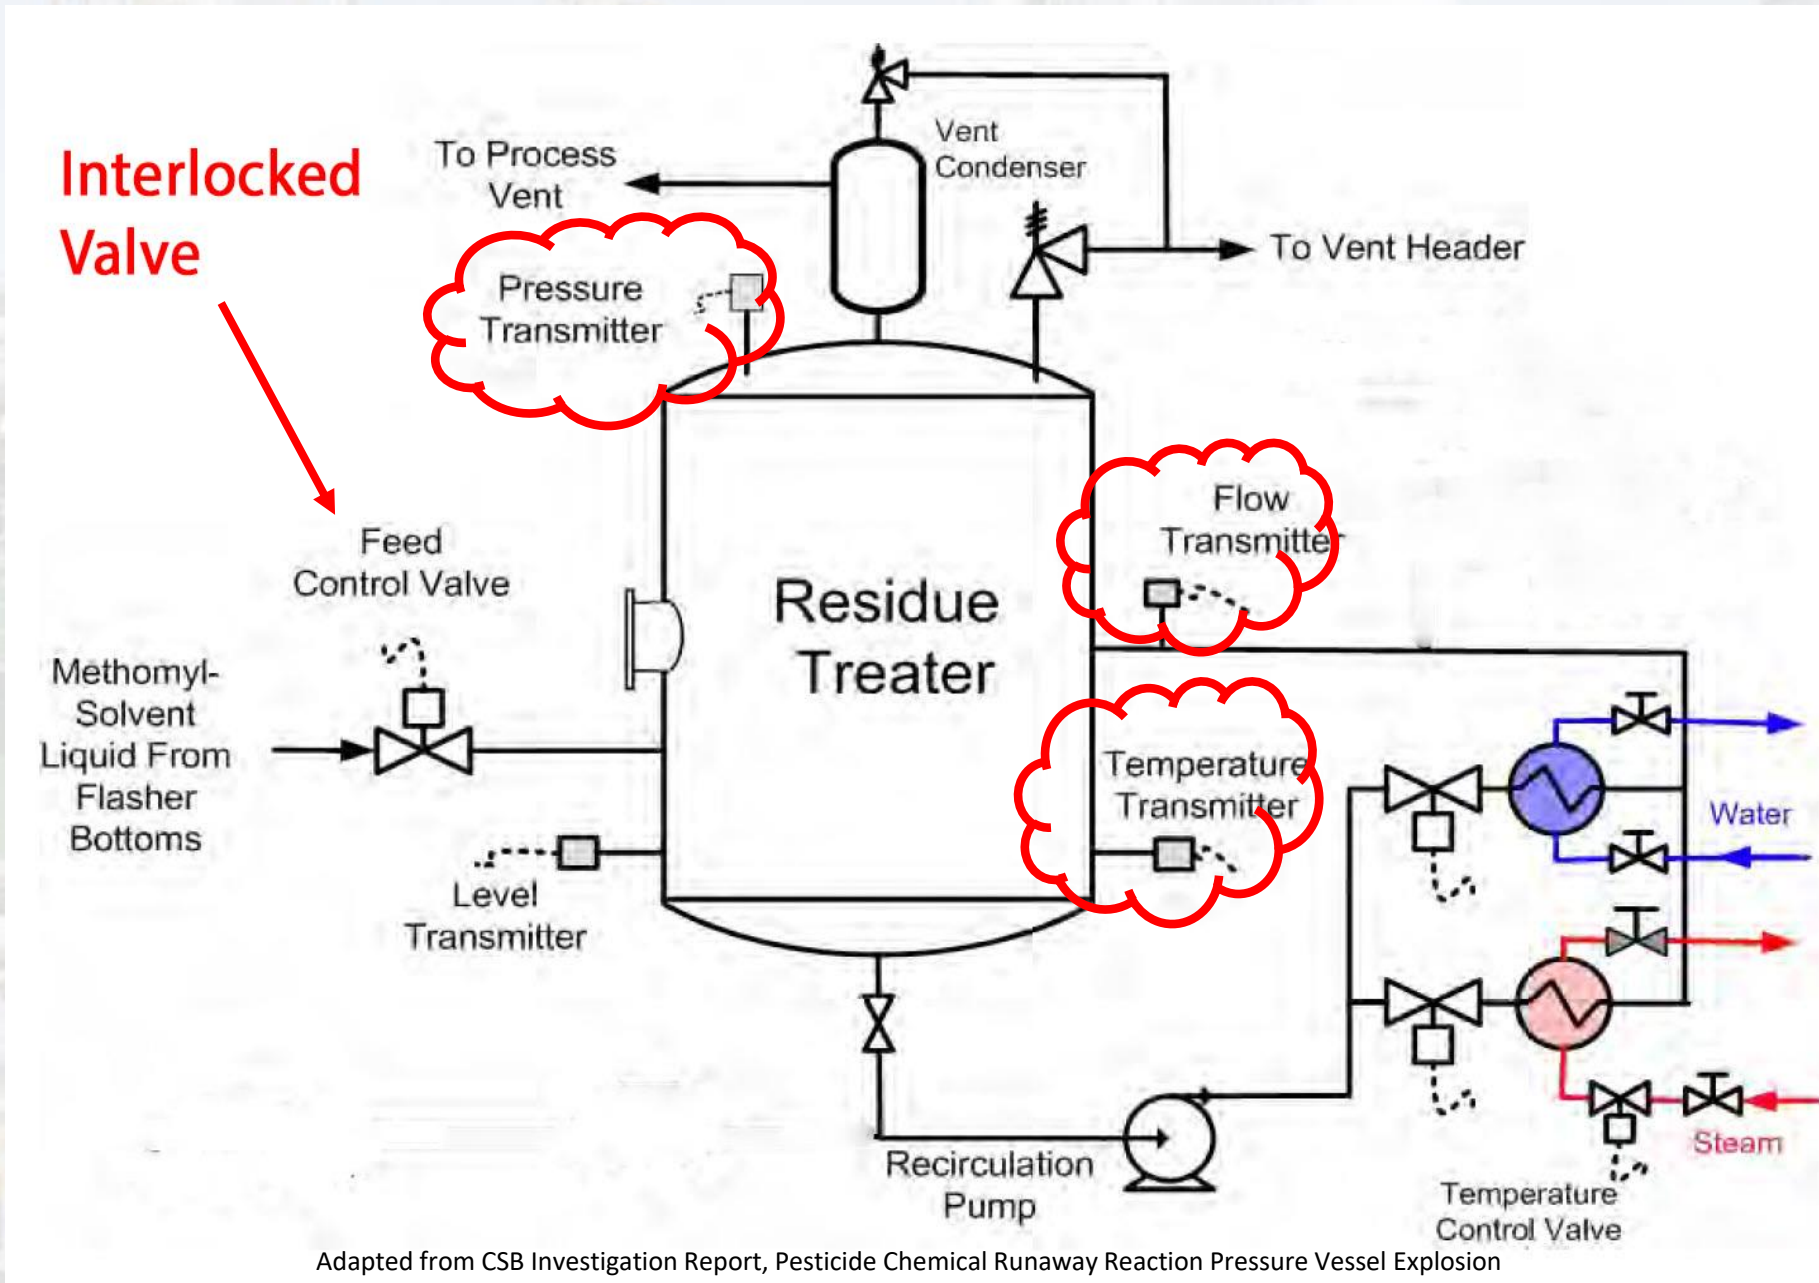 Interlocked
Valve
To Process
Vent
Vent
Condenser
To Vent Header
Pressure
Transmitter
Flow
Transmitter
Feed
Control Valve
Residue
Treater
Methomyl-
Solvent
Liquid From
Flasher
Bottoms
Temperature
Transmitter
Water
Level
Transmitter
Steam
Recirculation
Pump
Temperature
Control Valve
Adapted from CSB Investigation Report, Pesticide Chemical Runaway Reaction Pressure Vessel Explosion